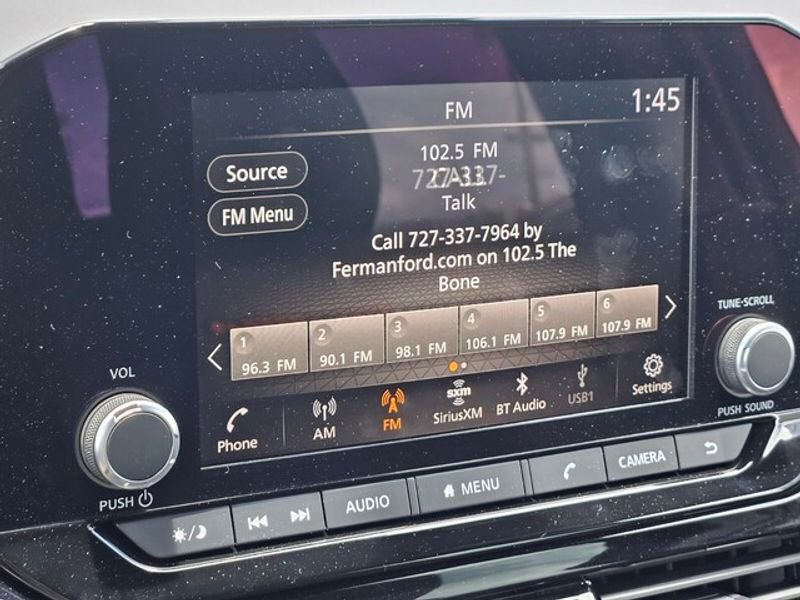 FM
1:45
Source
FM Menu
102.5 FM
Talk
Call 727-337-7964 by
Fermanford.com on 102.5 The
Bone
1 2 3 4 5 6
96.3 FM 90.1 FM 98.1 FM 106.1 FM 107.9 FM 107.9 FM
Phone AM FM SiriusXM BT Audio USB1 Settings
sxm
VOL
PUSH
TUNE·SCROLL
PUSH SOUND
AUDIO MENU CAMERA